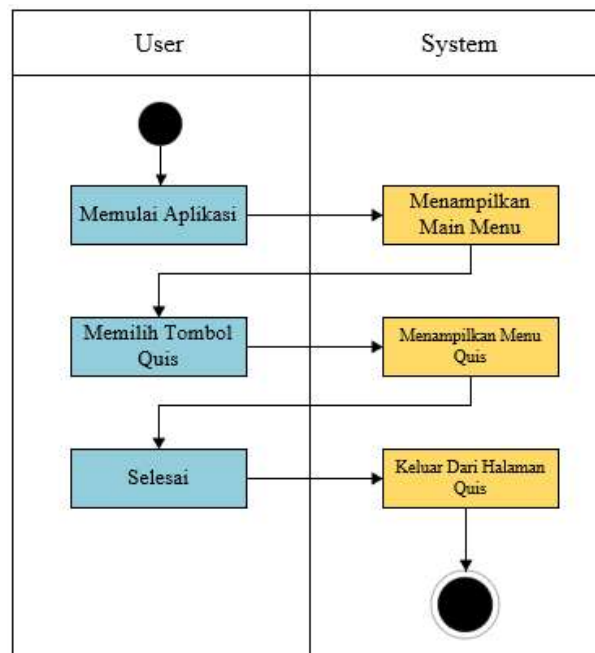 User
System
Memulai Aplikasi
Menampilkan
Main Menu
Memilih Tombol
Quis
Menampilkan Menu
Quis
Selesai
Keluar Dari Halaman
Quis